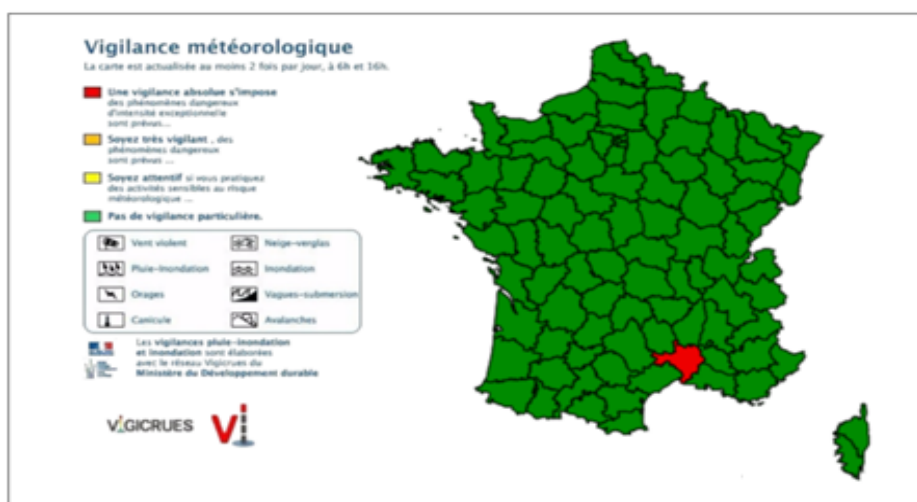 Vigilance météorologique
La carte est actualisée au moins 2 fois par jour, à 6h et 16h.
Une vigilance absolue s'impose
des phénomènes dangereux
d'intensité exceptionnelle
sont prévus...
Soyez très vigilant , des
phénomènes dangereux
sont prévus ...
Soyez attentif si vous pratiquez
des activités sensibles au risque
météorologique ...
Pas de vigilance particulière.
Vent violent
Neige-verglas
Pluie-Inondation
Inondation
Orages
Vagues-submersion
Canicule
Avalanches
Les vigilances pluie-inondation
et inondation sont élaborées
avec le réseau Vigicrues du
Ministère du Développement durable
VIGICRUES
Vi